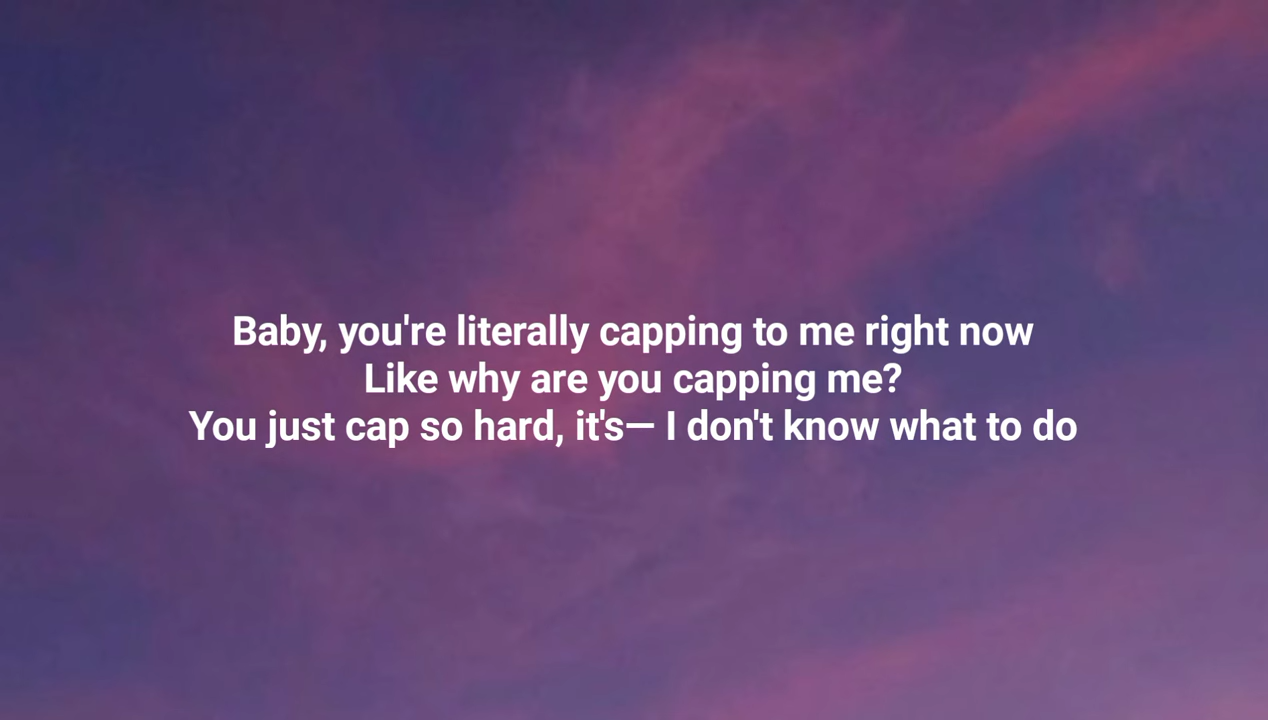 Baby, you're literally capping to me right now
Like why are you capping me?
You just cap so hard, it's— I don't know what to do